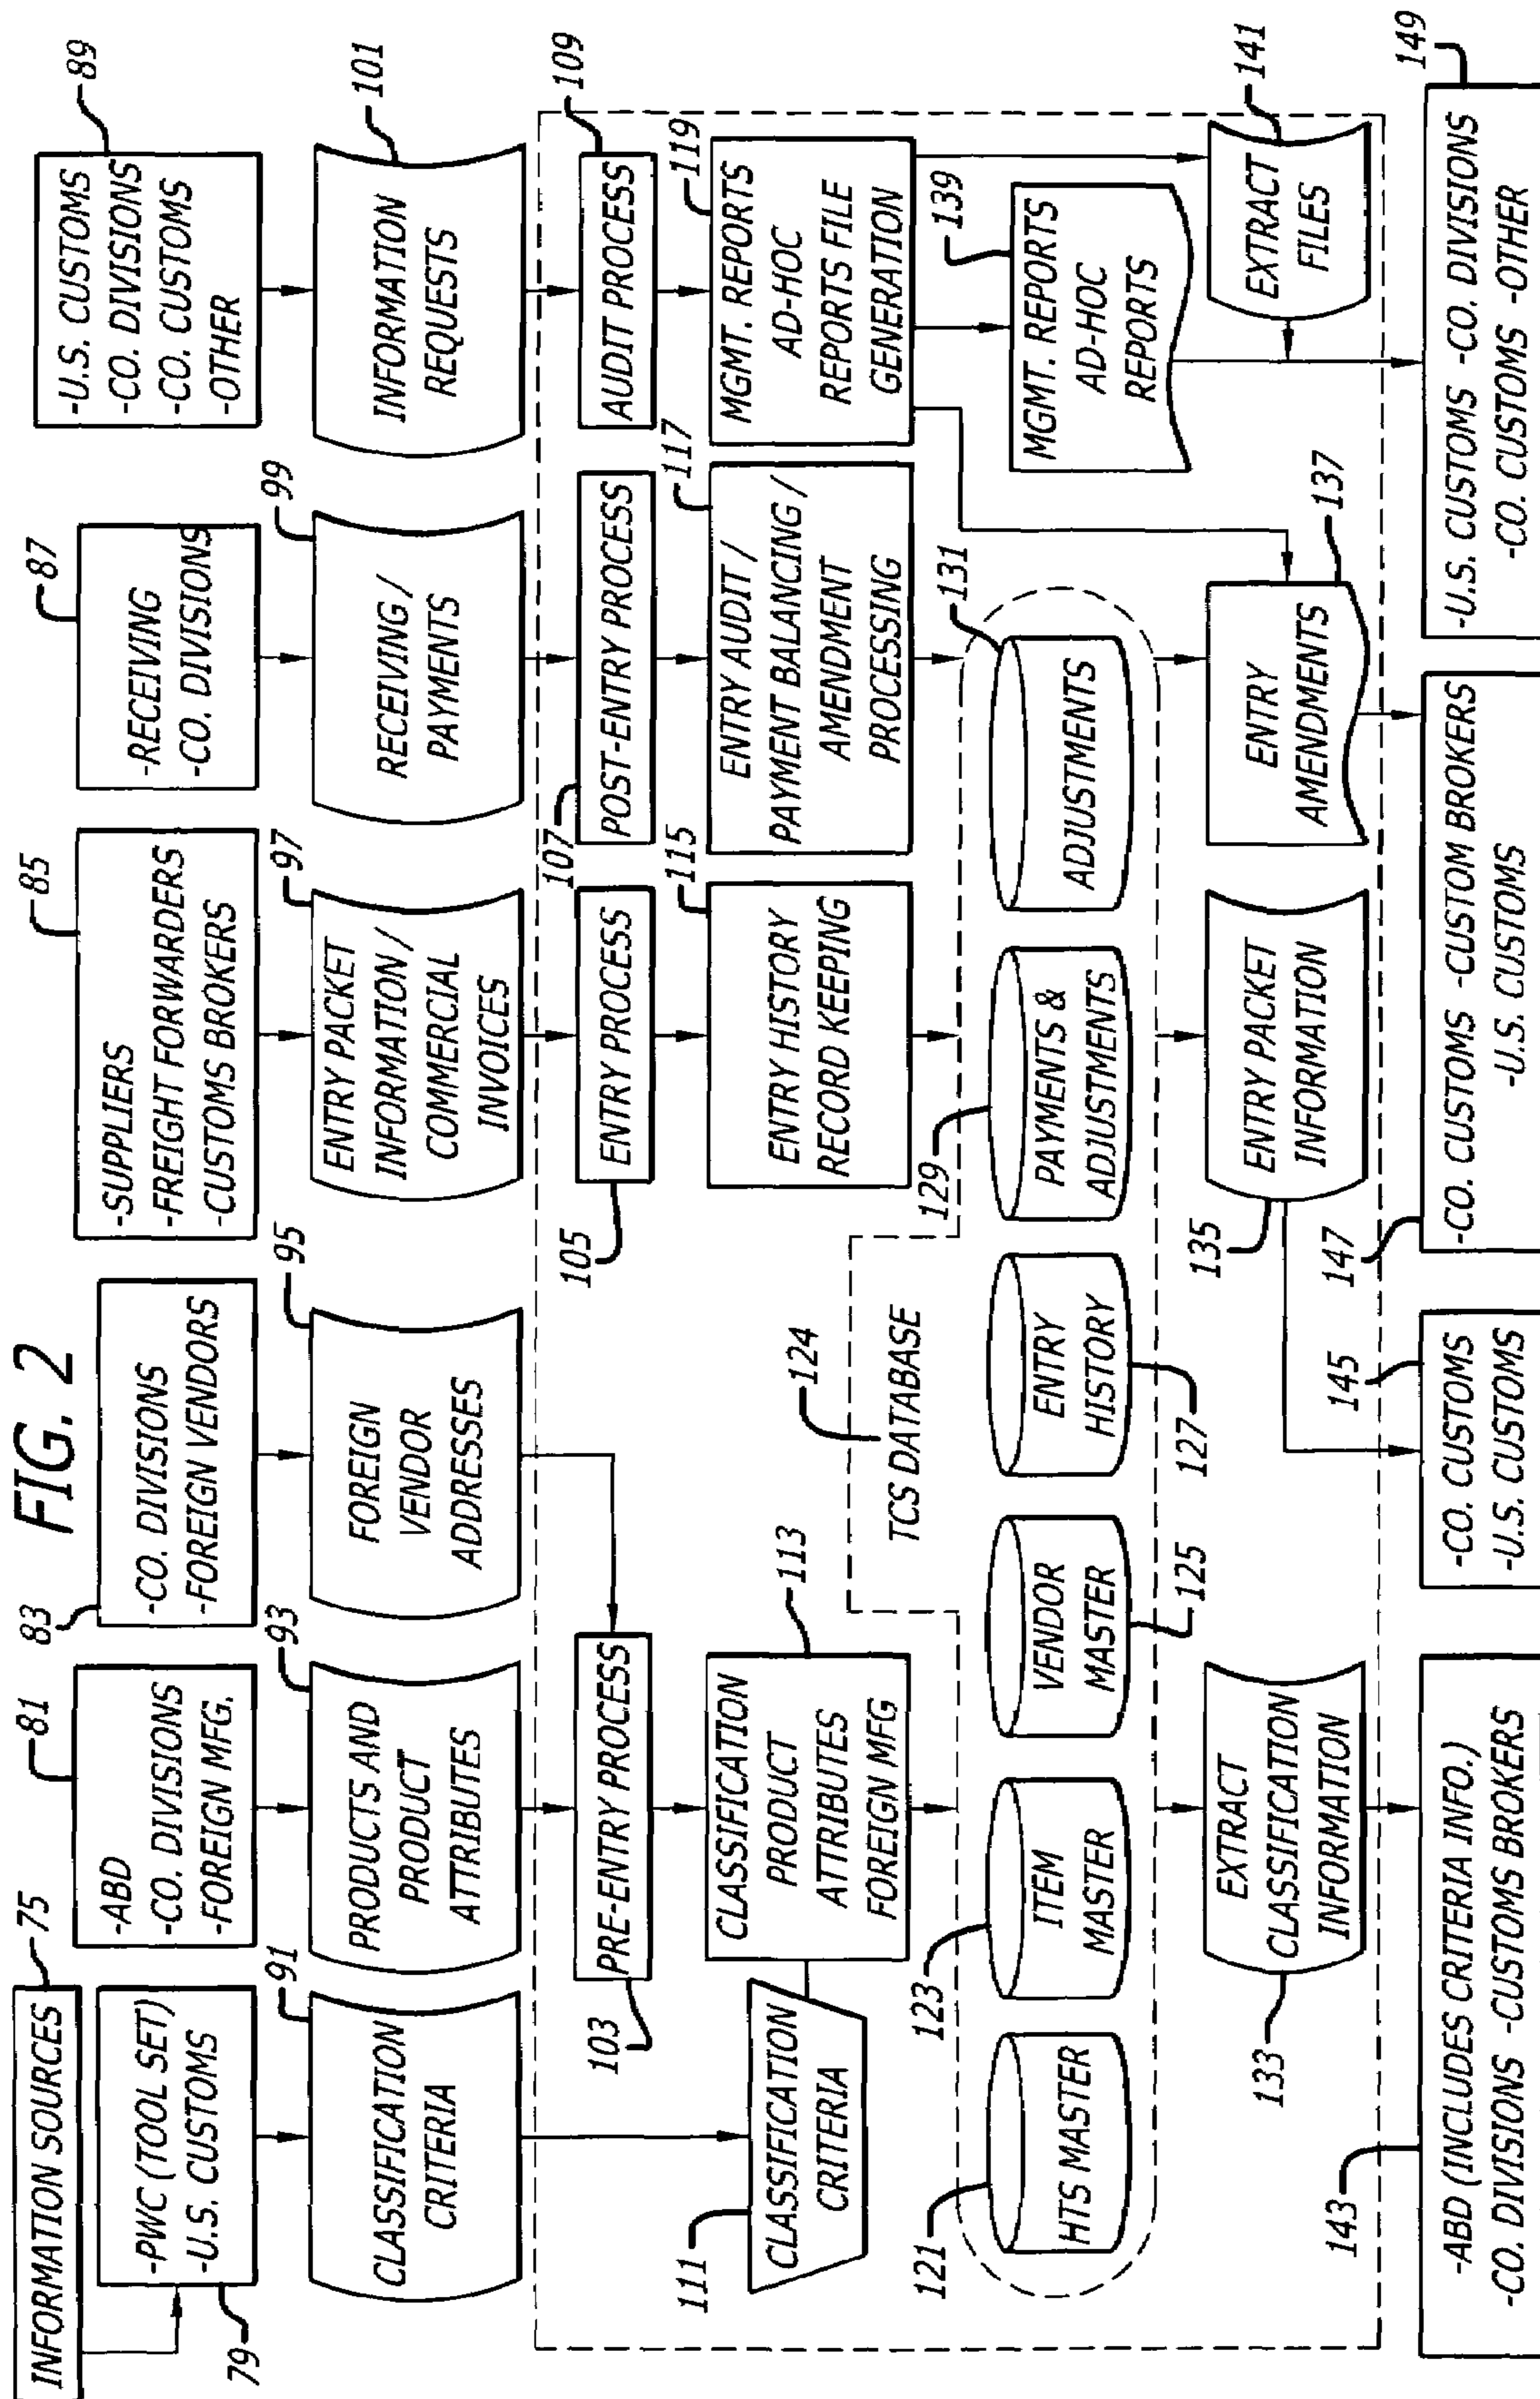 FIG. 2
INFORMATION SOURCES
75
-PWC (TOOL SET)
-U.S. CUSTOMS
79
-ABD
-CO. DIVISIONS
-FOREIGN MFG.
81
-CO. DIVISIONS
-FOREIGN VENDORS
83
-SUPPLIERS
-FREIGHT FORWARDERS
-CUSTOMS BROKERS
85
-RECEIVING
-CO. DIVISIONS
87
-U.S. CUSTOMS
-CO. DIVISIONS
-CO. CUSTOMS
-OTHER
89
CLASSIFICATION
CRITERIA
91
PRODUCTS AND
PRODUCT
ATTRIBUTES
93
FOREIGN
VENDOR
ADDRESSES
95
ENTRY PACKET
INFORMATION/
COMMERCIAL
INVOICES
97
RECEIVING /
PAYMENTS
99
INFORMATION
REQUESTS
101
PRE-ENTRY PROCESS
103
ENTRY PROCESS
105
POST-ENTRY PROCESS
107
AUDIT PROCESS
109
CLASSIFICATION
CRITERIA
111
CLASSIFICATION
PRODUCT
ATTRIBUTES
FOREIGN MFG
113
ENTRY HISTORY
RECORD KEEPING
115
ENTRY AUDIT /
PAYMENT BALANCING /
AMENDMENT
PROCESSING
117
MGMT. REPORTS
AD-HOC
REPORTS FILE
GENERATION
119
TCS DATABASE
124
HTS MASTER
121
ITEM
MASTER
123
VENDOR
MASTER
125
ENTRY
HISTORY
127
PAYMENTS &
ADJUSTMENTS
129
ADJUSTMENTS
131
MGMT. REPORTS
AD-HOC
REPORTS
139
EXTRACT
FILES
141
EXTRACT
CLASSIFICATION
INFORMATION
133
ENTRY PACKET
INFORMATION
135
ENTRY
AMENDMENTS
137
-ABD (INCLUDES CRITERIA INFO.)
-CO. DIVISIONS -CUSTOMS BROKERS
143
-CO. CUSTOMS
-U.S. CUSTOMS
145
-CO. CUSTOMS -CUSTOM BROKERS
-U.S. CUSTOMS
147
-U.S. CUSTOMS -CO. DIVISIONS
-CO. CUSTOMS -OTHER
149